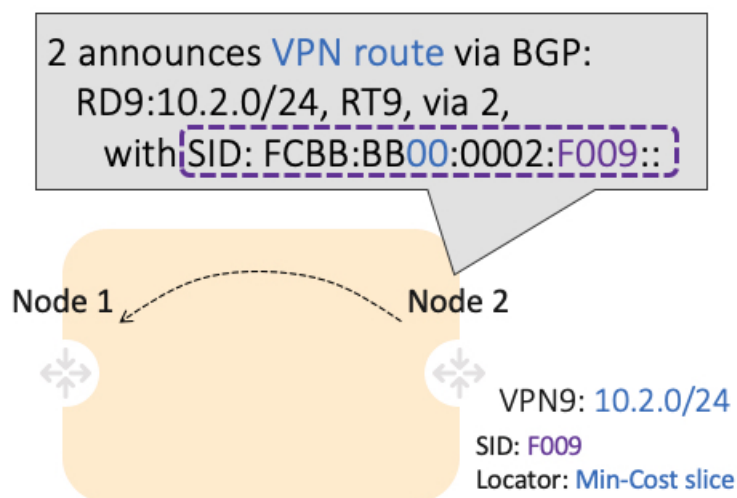 2 announces VPN route via BGP:
RD9:10.2.0/24, RT9, via 2,
with SID: FCBB:BB00:0002:F009::
Node 1
Node 2
VPN9: 10.2.0/24
SID: F009
Locator: Min-Cost slice